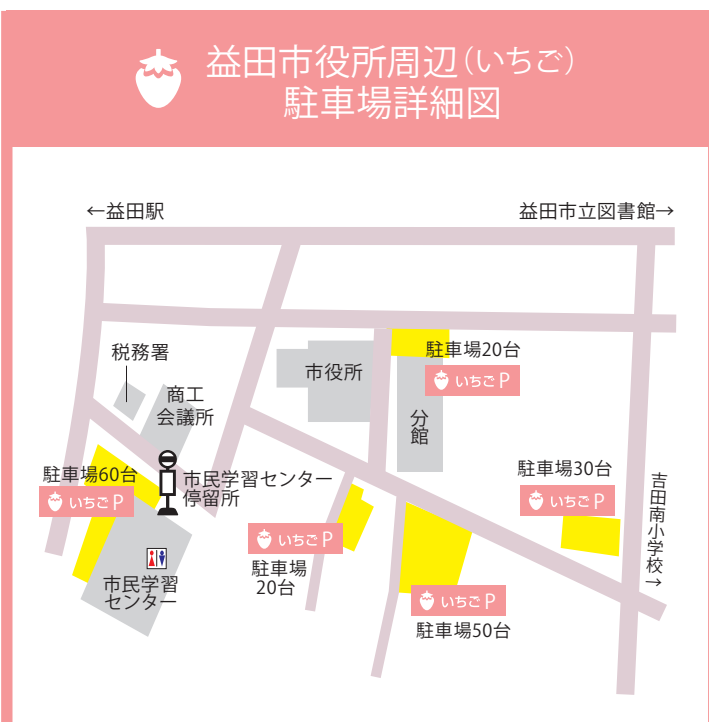 益田市役所周辺(いちご)
駐車場詳細図
←益田駅
益田市立図書館→
税務署
商工
会議所
市役所
駐車場20台
いちごP
分館
駐車場60台
いちごP
市民学習センター
停留所
駐車場30台
いちごP
吉田南小学校→
いちごP
駐車場
20台
市民学習
センター
いちごP
駐車場50台